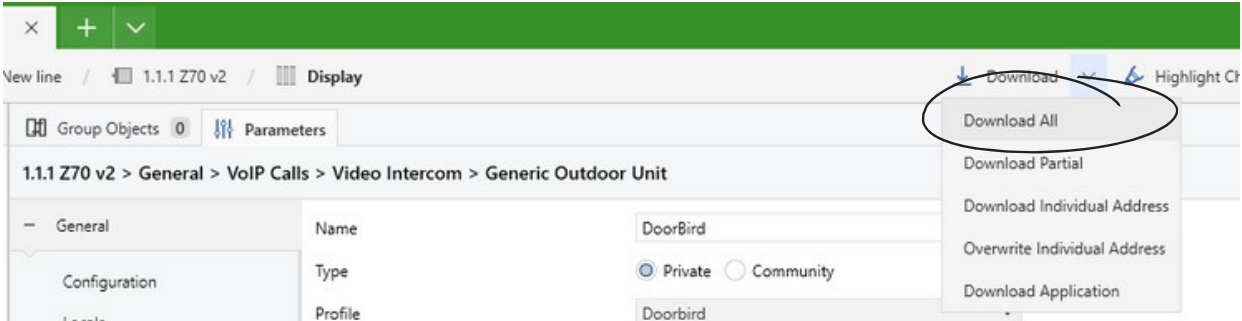 New line / 1.1.1 Z70 v2 / Display
Download
Highlight Ch
Group Objects 0 Parameters
1.1.1 Z70 v2 > General > VoIP Calls > Video Intercom > Generic Outdoor Unit
General
Configuration
Name DoorBird
Type Private Community
Profile Doorbird
Download All
Download Partial
Download Individual Address
Overwrite Individual Address
Download Application